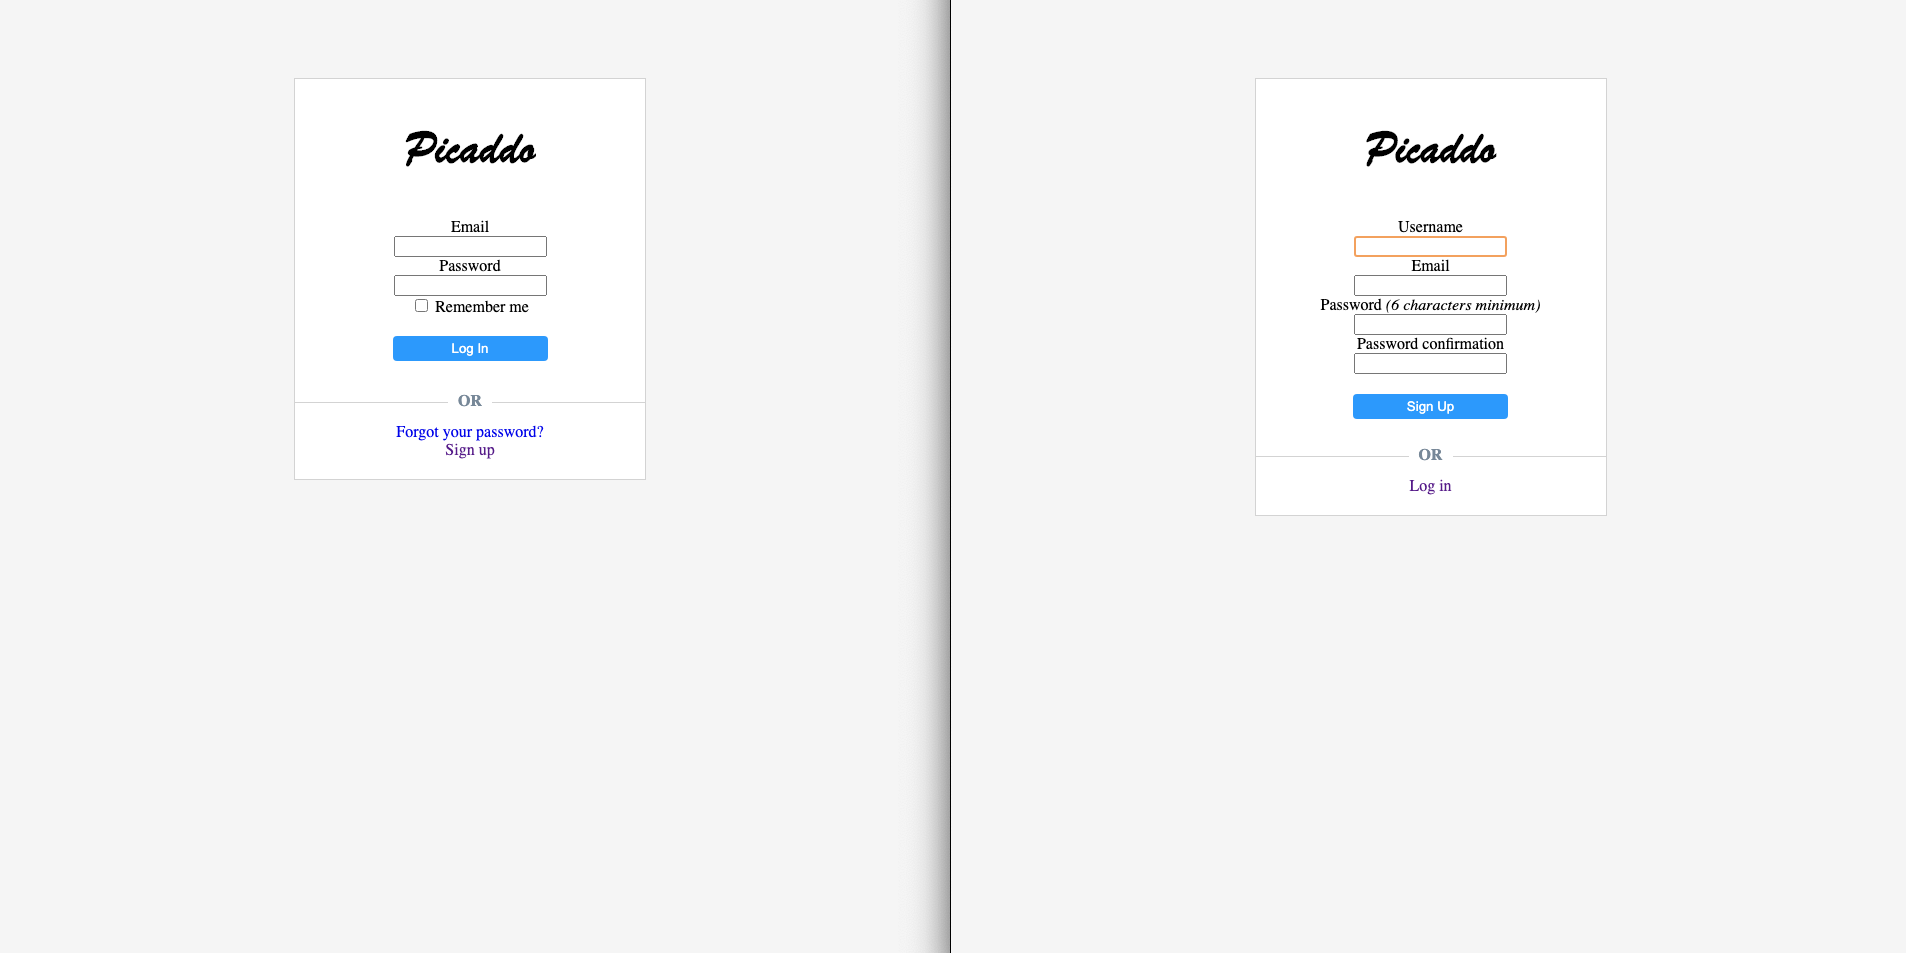 Picaddo
Email
Password
Remember me
Log In
OR
Forgot your password?
Sign up
Picaddo
Username
Email
Password (6 characters minimum)
Password confirmation
Sign Up
OR
Log in